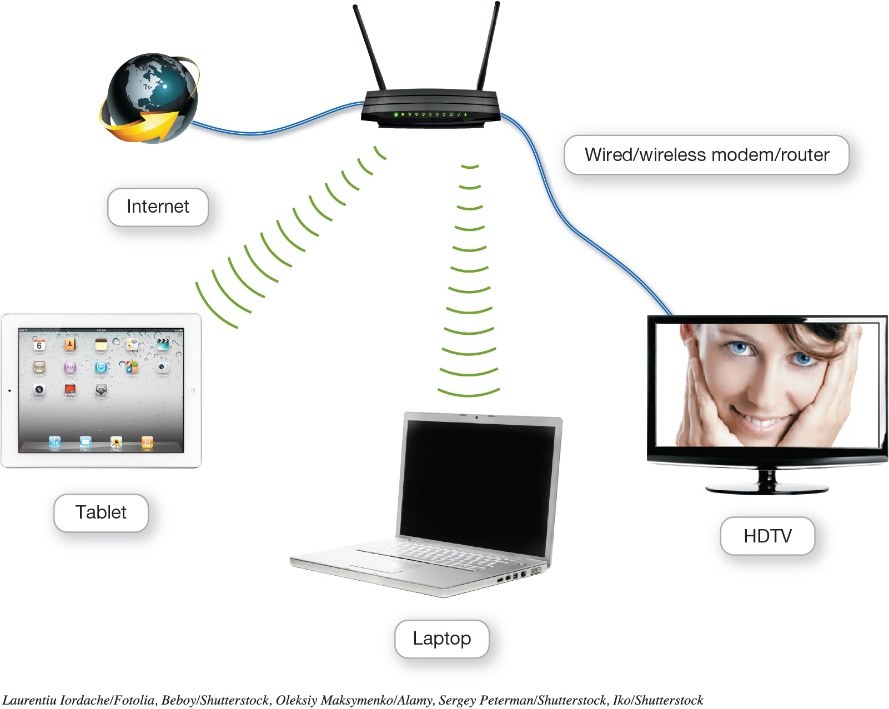 Wired/wireless modem/router
Internet
Tablet
HDTV
Laptop
Laurentiu Iordache/Fotolia, Beboy/Shutterstock, Oleksiy Maksymenko/Alamy, Sergey Peterman/Shutterstock, Iko/Shutterstock